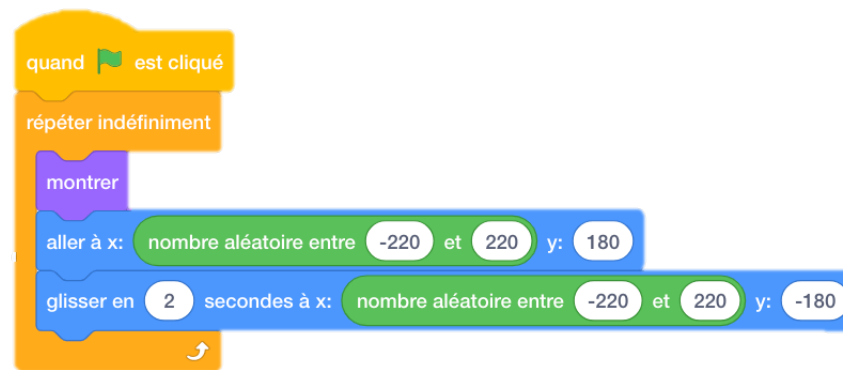 quand est cliqué
répéter indéfiniment
montrer
aller à x: nombre aléatoire entre -220 et 220 y: 180
glisser en 2 secondes à x: nombre aléatoire entre -220 et 220 y: -180